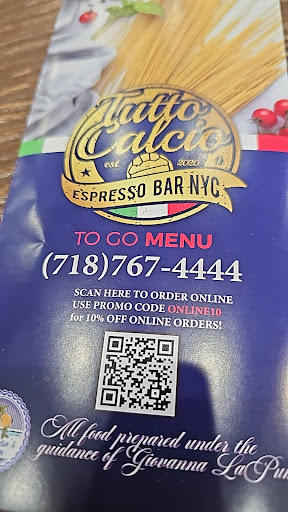 Tutto
Calcio
est. 2020
ESPRESSO BAR NYC
TO GO MENU
(718)767-4444
SCAN HERE TO ORDER ONLINE
USE PROMO CODE ONLINE10
for 10% OFF ONLINE ORDERS!
All food prepared under the
guidance of Giovanna